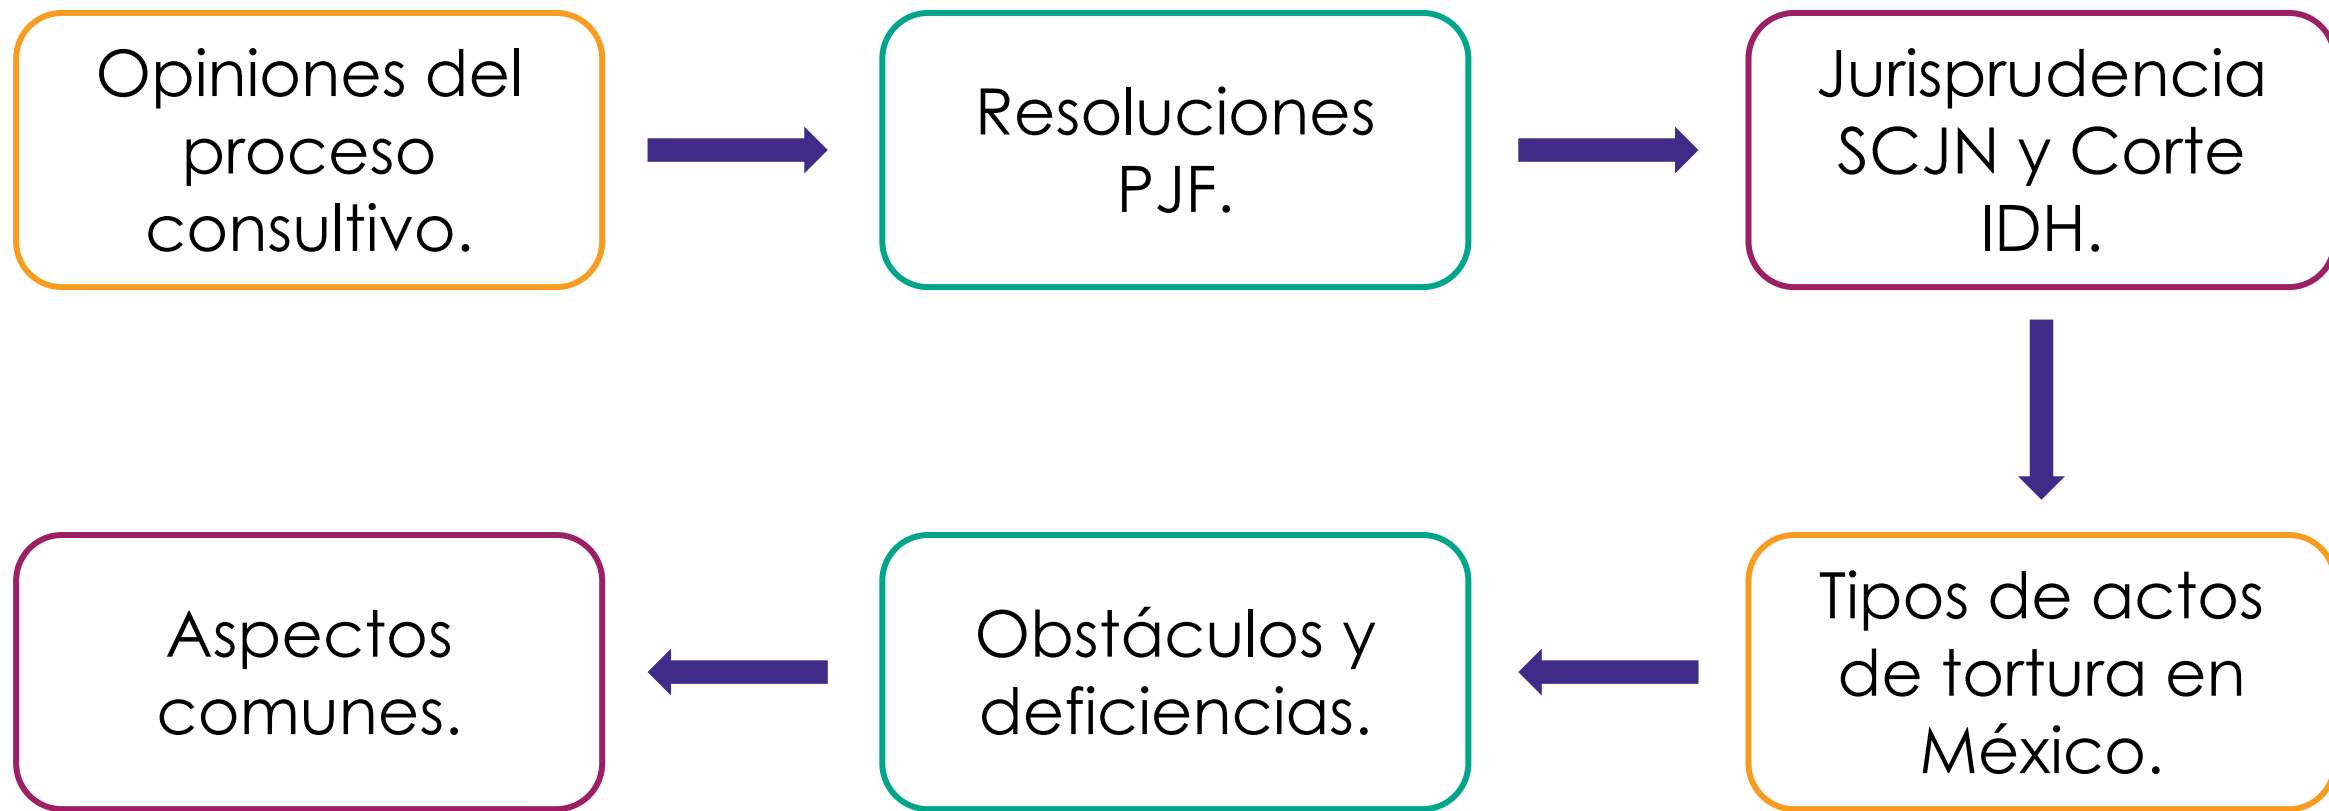 Opiniones del
proceso
consultivo.
Resoluciones
PJF.
Jurisprudencia
SCJN y Corte
IDH.
Tipos de actos
de tortura en
México.
Obstáculos y
deficiencias.
Aspectos
comunes.